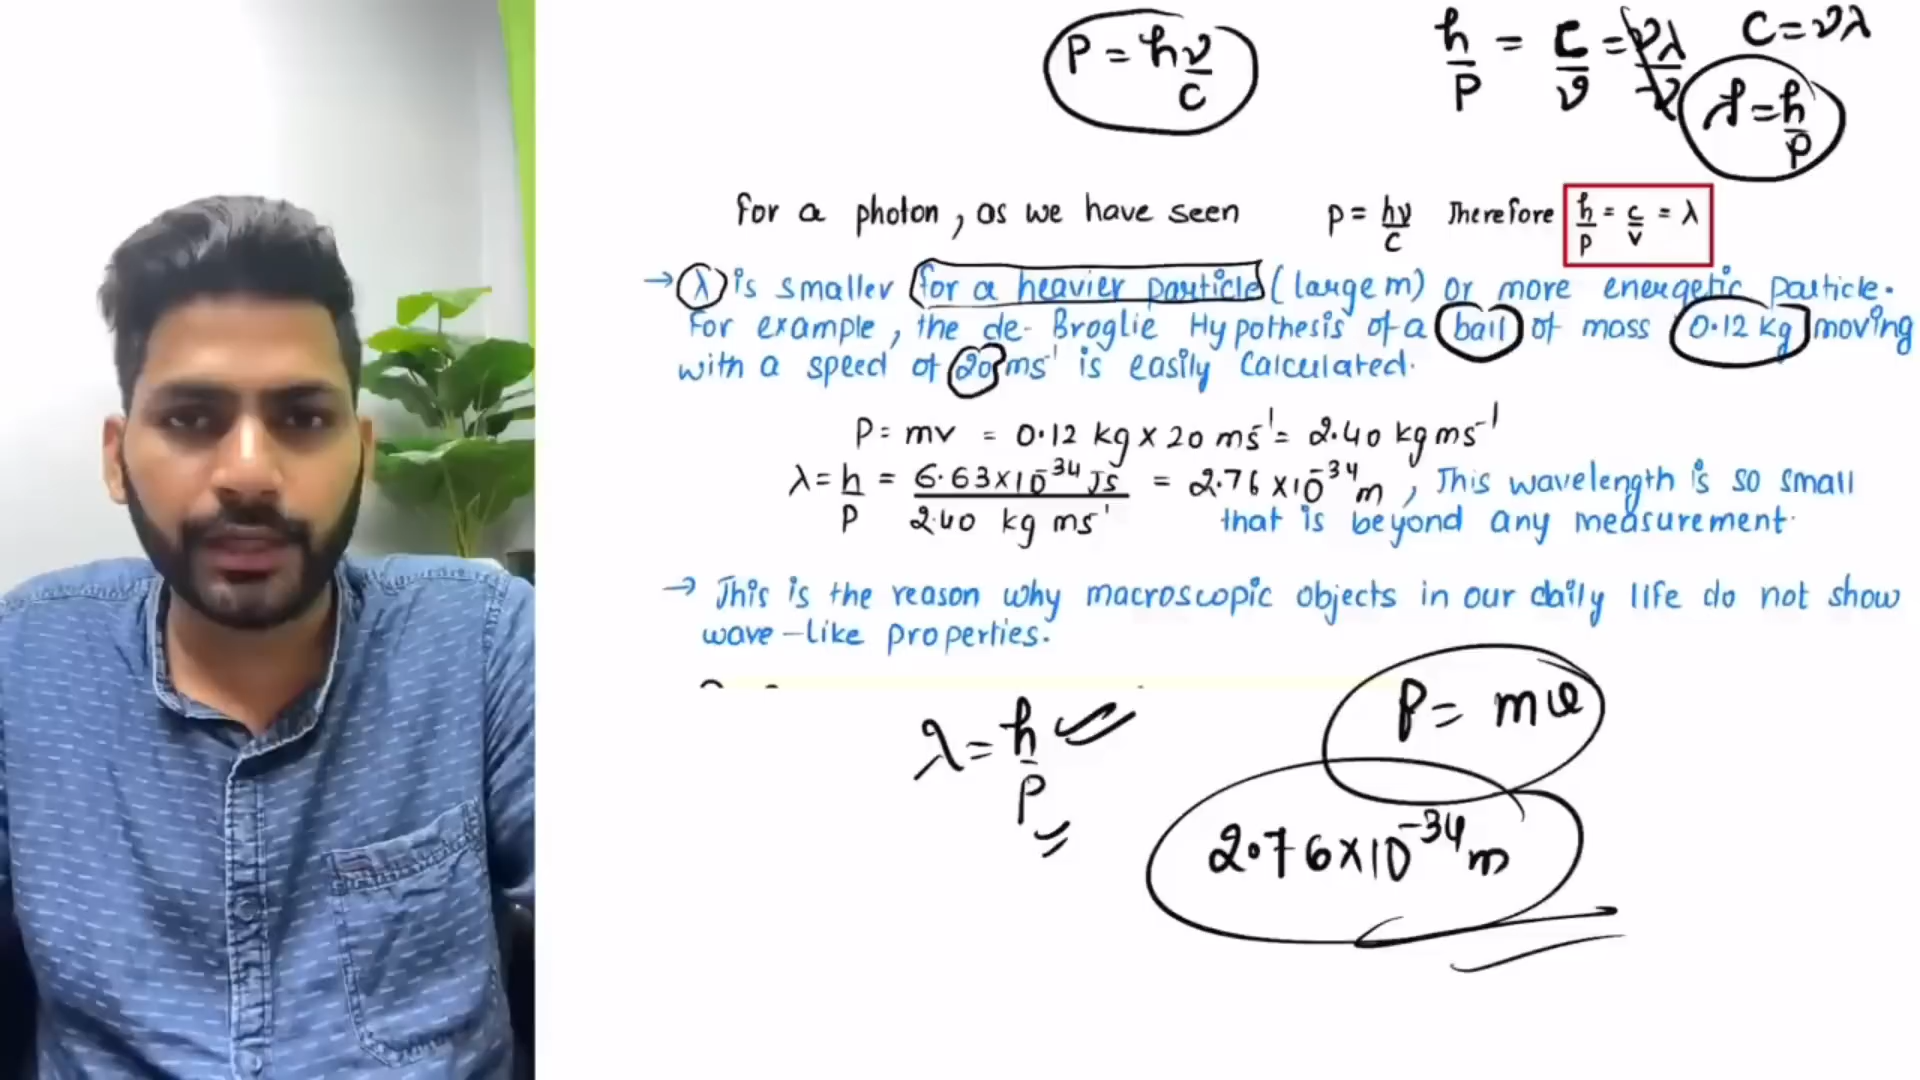 P = hν/c
h/P = c/ν = νλ/ν
C = νλ
λ = h/P
for a photon, as we have seen P = hν/c Therefore h/P = c/ν = λ
→ λ is smaller for a heavier particle (large m) or more energetic particle.
For example, the de-Broglie Hypothesis of a ball of mass 0.12 kg moving
with a speed of 20 ms⁻¹ is easily calculated.
P = mv = 0.12 kg × 20 ms⁻¹ = 2.40 kg ms⁻¹
λ = h/P = 6.63×10⁻³⁴ Js / 2.40 kg ms⁻¹ = 2.76 ×10⁻³⁴ m, This wavelength is so small
that is beyond any measurement.
→ This is the reason why macroscopic objects in our daily life do not show
wave-like properties.
λ = h/P
P = mv
2.76×10⁻³⁴ m